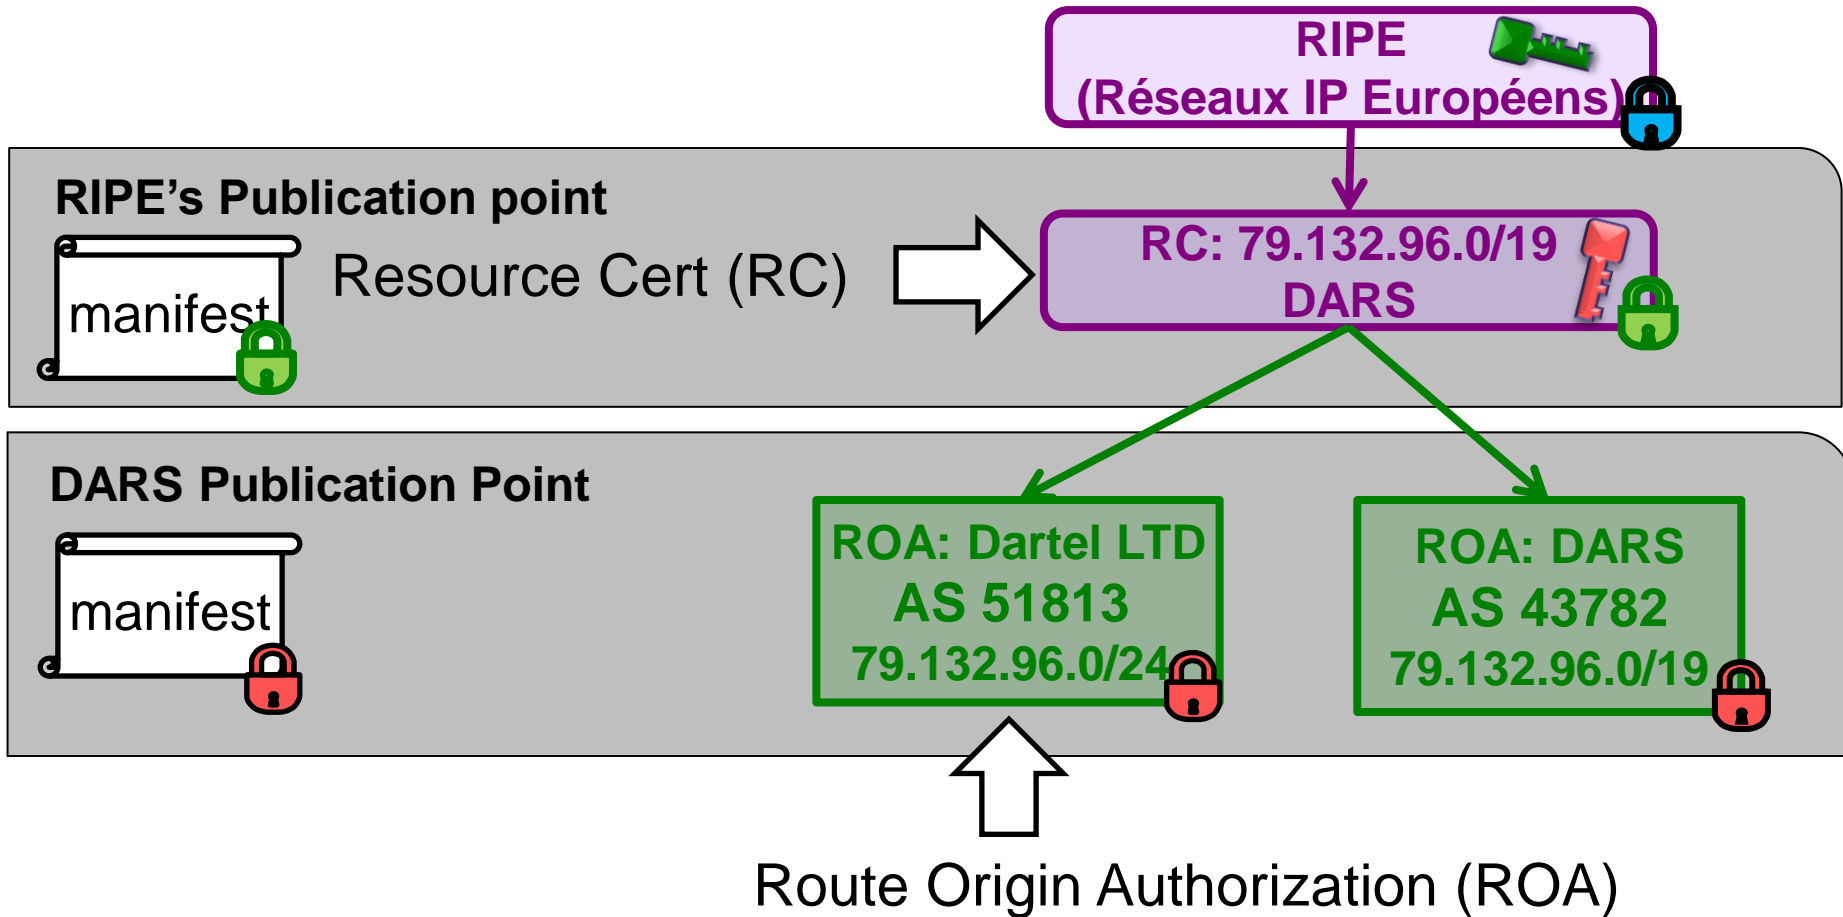 RIPE
(Réseaux IP Européens)
RIPE's Publication point
manifest
Resource Cert (RC)
RC: 79.132.96.0/19
DARS
DARS Publication Point
manifest
ROA: Dartel LTD
AS 51813
79.132.96.0/24
ROA: DARS
AS 43782
79.132.96.0/19
Route Origin Authorization (ROA)